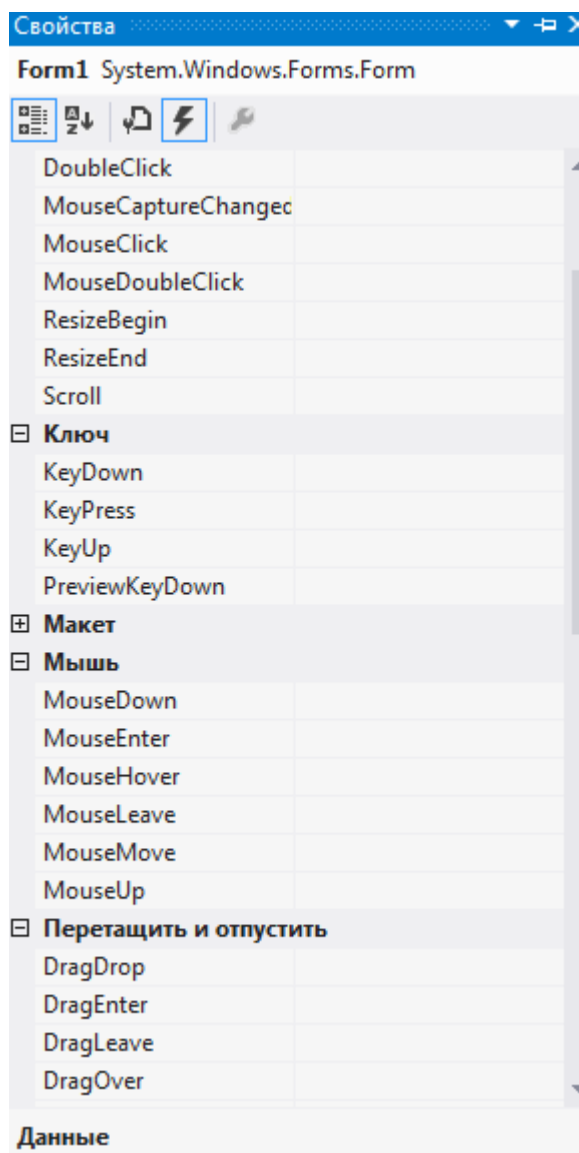 Свойства
Form1 System.Windows.Forms.Form
DoubleClick
MouseCaptureChanged
MouseClick
MouseDoubleClick
ResizeBegin
ResizeEnd
Scroll
Ключ
KeyDown
KeyPress
KeyUp
PreviewKeyDown
Макет
Мышь
MouseDown
MouseEnter
MouseHover
MouseLeave
MouseMove
MouseUp
Перетащить и отпустить
DragDrop
DragEnter
DragLeave
DragOver
Данные